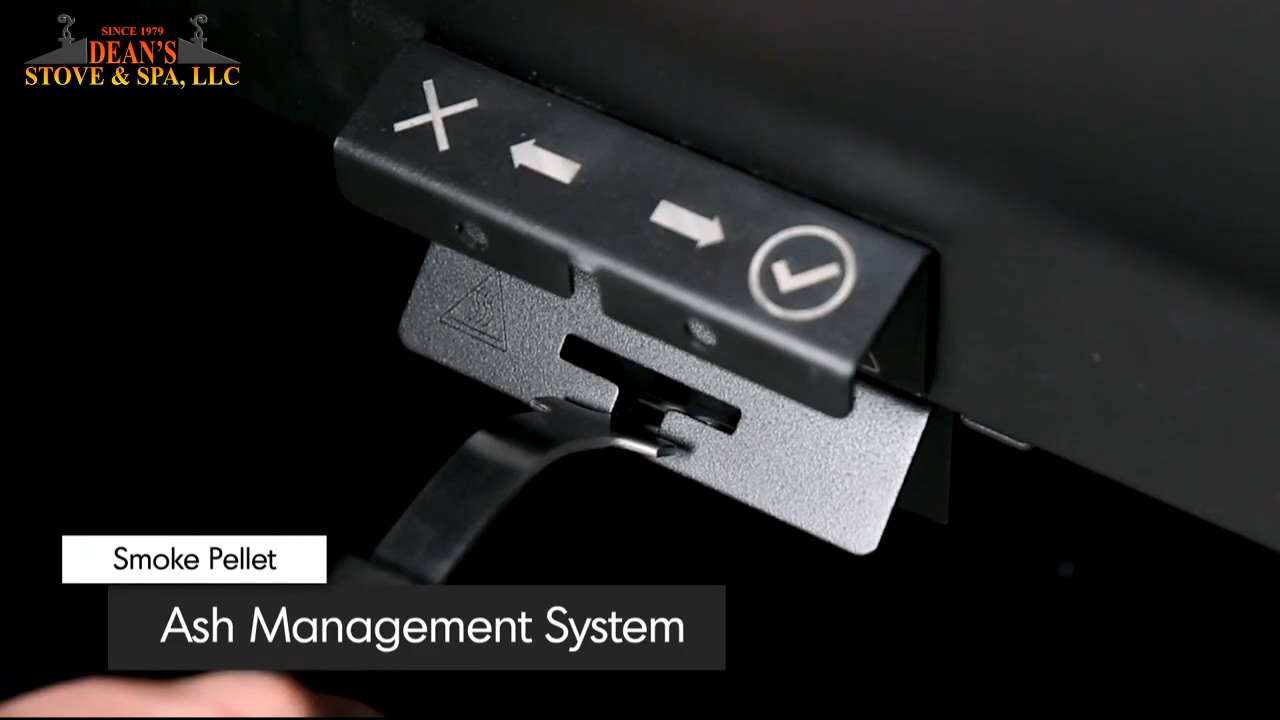 SINCE 1979
DEAN'S
STOVE & SPA, LLC
Smoke Pellet
Ash Management System